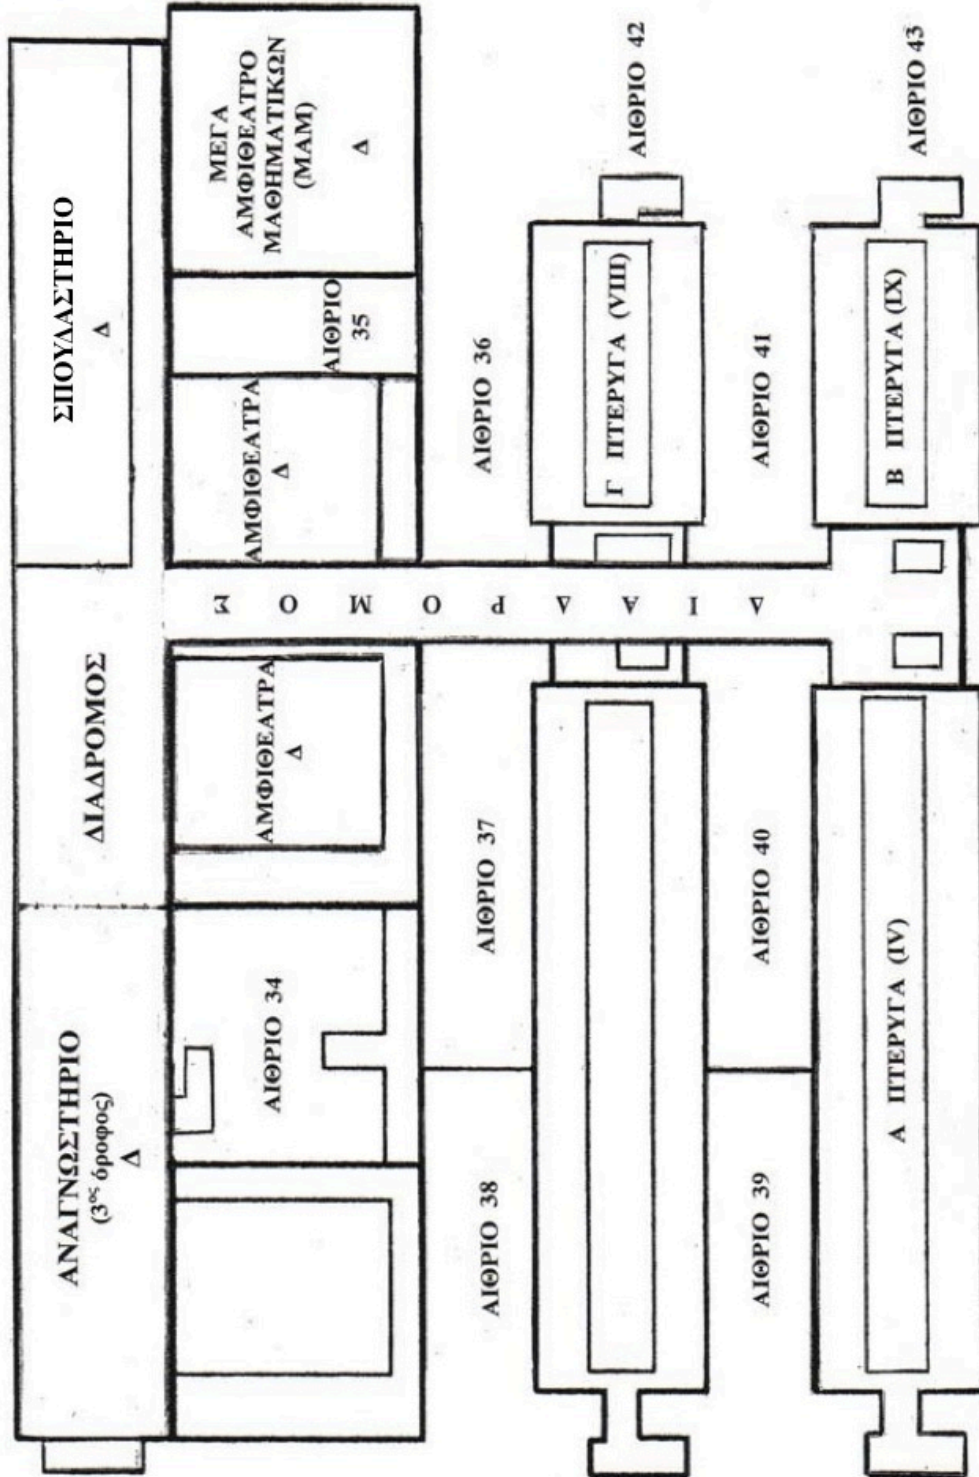 ΣΠΟΥΔΑΣΤΗΡΙΟ
Δ
ΔΙΑΔΡΟΜΟΣ
ΑΝΑΓΝΩΣΤΗΡΙΟ
(3ος όροφος)
Δ
ΜΕΓΑ
ΑΜΦΙΘΕΑΤΡΟ
ΜΑΘΗΜΑΤΙΚΩΝ
(ΜΑΜ)
Δ
ΑΙΘΡΙΟ
35
ΑΜΦΙΘΕΑΤΡΑ
Δ
ΑΜΦΙΘΕΑΤΡΑ
Δ
ΑΙΘΡΙΟ 34
ΔΙΑΔΡΟΜΟΣ
ΑΙΘΡΙΟ 36
ΑΙΘΡΙΟ 37
ΑΙΘΡΙΟ 38
ΑΙΘΡΙΟ 42
Γ ΠΤΕΡΥΓΑ (VIII)
ΑΙΘΡΙΟ 41
ΑΙΘΡΙΟ 40
ΑΙΘΡΙΟ 39
ΑΙΘΡΙΟ 43
Β ΠΤΕΡΥΓΑ (IX)
Α ΠΤΕΡΥΓΑ (IV)